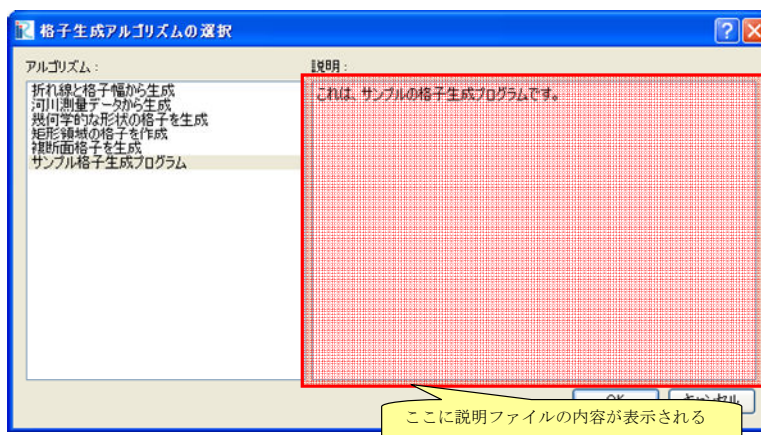 格子生成アルゴリズムの選択
アルゴリズム：
説明：
折れ線と格子幅から生成
河川測量データから生成
幾何学的な形状の格子を生成
矩形領域の格子を作成
複断面格子を生成
サンプル格子生成プログラム
これは、サンプルの格子生成プログラムです。
OK
キャンセル
ここに説明ファイルの内容が表示される